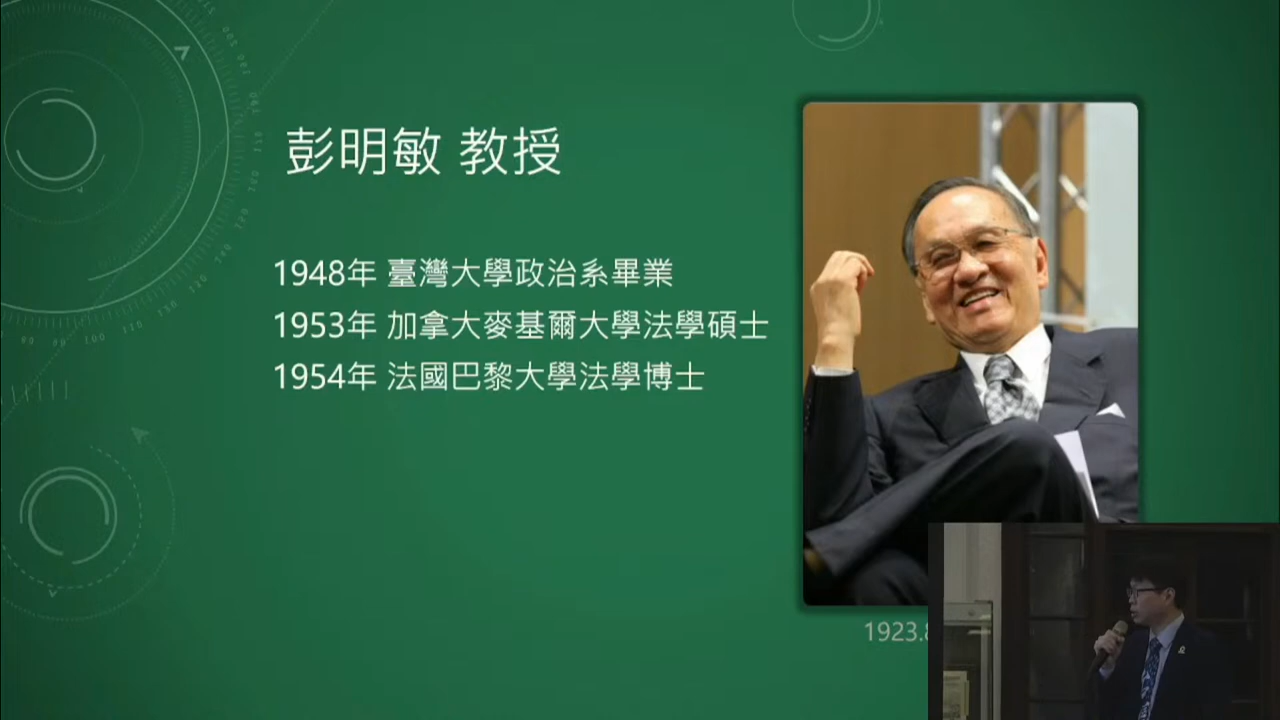 彭明敏 教授
1948年 臺灣大學政治系畢業
1953年 加拿大麥基爾大學法學碩士
1954年 法國巴黎大學法學博士
1923.8